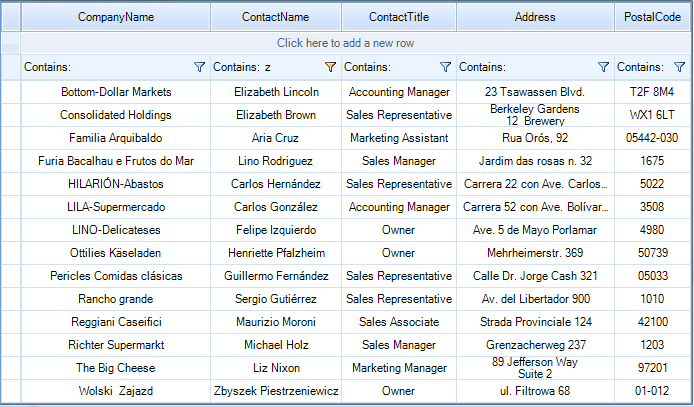 CompanyName ContactName ContactTitle Address PostalCode
Click here to add a new row
Contains: Contains: z Contains: Contains: Contains:
Bottom-Dollar Markets Elizabeth Lincoln Accounting Manager 23 Tsawassen Blvd. T2F 8M4
Consolidated Holdings Elizabeth Brown Sales Representative Berkeley Gardens 12 Brewery WX1 6LT
Familia Arquibaldo Aria Cruz Marketing Assistant Rua Orós, 92 05442-030
Furia Bacalhau e Frutos do Mar Lino Rodriguez Sales Manager Jardim das rosas n. 32 1675
HILARIÓN-Abastos Carlos Hernández Sales Representative Carrera 22 con Ave. Carlos... 5022
LILA-Supermercado Carlos González Accounting Manager Carrera 52 con Ave. Bolívar... 3508
LINO-Delicateses Felipe Izquierdo Owner Ave. 5 de Mayo Porlamar 4980
Ottilies Käseladen Henriette Pfalzheim Owner Mehrheimerstr. 369 50739
Pericles Comidas clásicas Guillermo Fernández Sales Representative Calle Dr. Jorge Cash 321 05033
Rancho grande Sergio Gutiérrez Sales Representative Av. del Libertador 900 1010
Reggiani Caseifici Maurizio Moroni Sales Associate Strada Provinciale 124 42100
Richter Supermarkt Michael Holz Sales Manager Grenzacherweg 237 1203
The Big Cheese Liz Nixon Marketing Manager 89 Jefferson Way Suite 2 97201
Wolski Zajazd Zbyszek Piestrzeniewicz Owner ul. Filtrowa 68 01-012